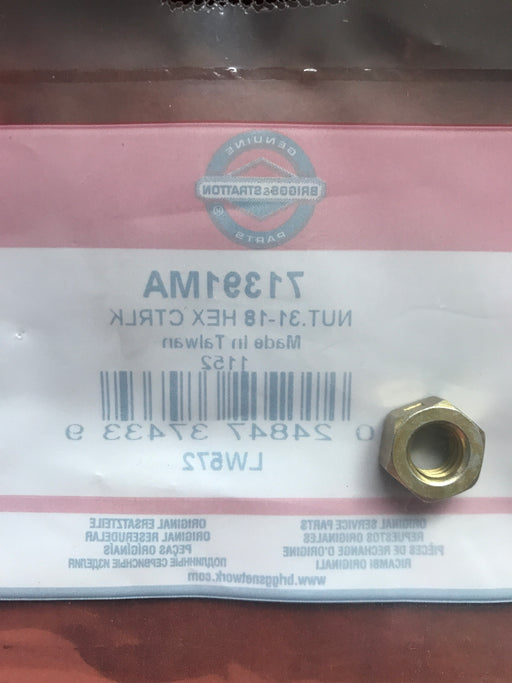 GENUINE
BRIGGS&STRATTON
PARTS
71391MA
NUT.31-18 HEX CTRLK
Made In Taiwan
1152
0 24847 37433 9
LW672
ORIGINAL SERVICE PARTS
REPUESTOS ORIGINALES
PIÈCES DE RECHANGE D'ORIGINE
RICAMBI ORIGINALI
ORIGINAL ERSATZTEILE
ORIGINAL RESERVDELAR
PEÇAS ORIGINAIS
ПОДЛИННЫЕ СЕРВИСНЫЕ ИЗДЕЛИЯ
www.briggsnetwork.com